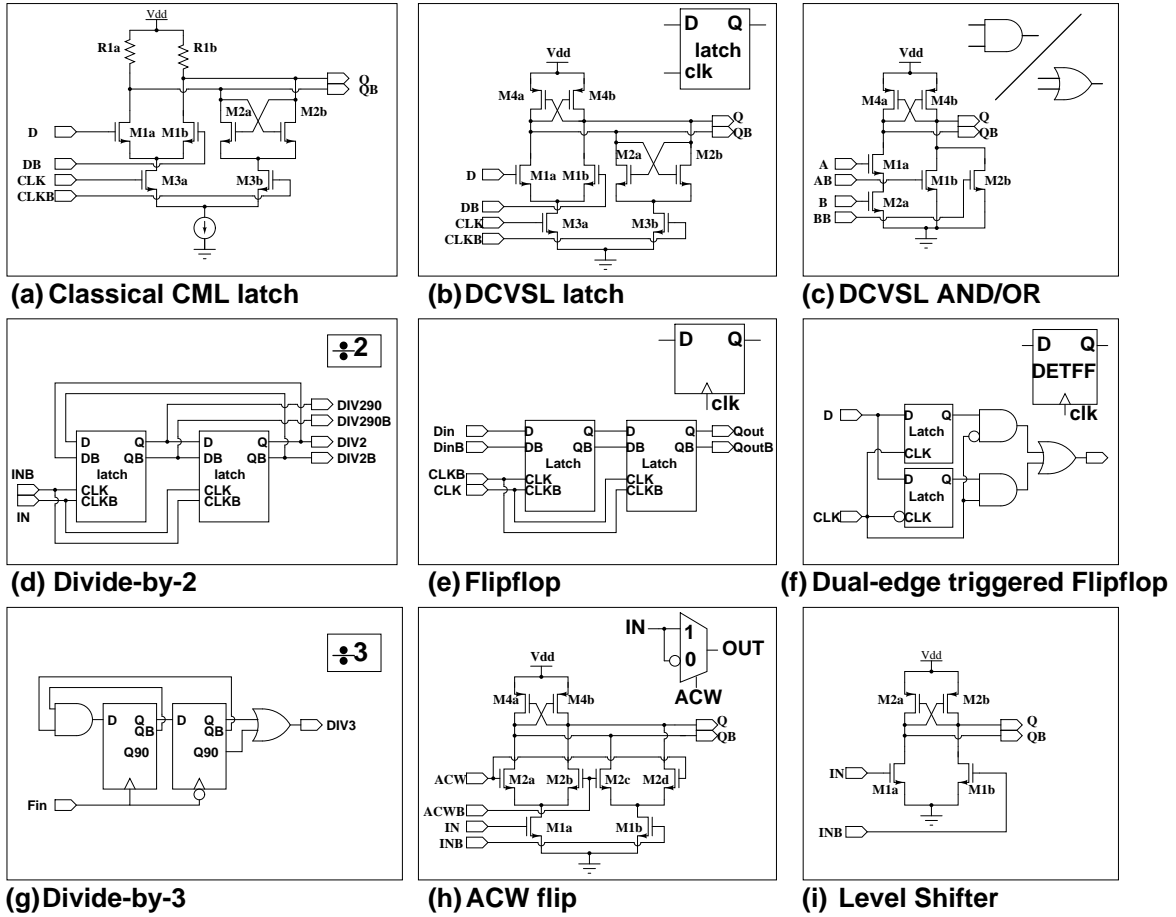 Vdd
R1a
R1b
Q
QB
M2a
M2b
D
M1a
M1b
DB
CLK
M3a
M3b
CLKB
(a) Classical CML latch
D Q
latch
clk
Vdd
M4a
M4b
Q
QB
M2a
M2b
D
M1a
M1b
DB
CLK
M3a
M3b
CLKB
(b) DCVSL latch
Vdd
M4a
M4b
Q
QB
A
M1a
AB
M1b
M2b
B
M2a
BB
(c) DCVSL AND/OR
÷2
DIV290
DIV290B
D Q
DB QB
latch
CLK
CLKB
D Q
DB QB
latch
CLK
CLKB
DIV2
DIV2B
INB
IN
(d) Divide-by-2
D Q
clk
Din
DinB
D Q
DB QB
Latch
CLK
CLKB
D Q
DB QB
Latch
CLK
CLKB
Qout
QoutB
CLKB
CLK
(e) Flipflop
D Q
DETFF
clk
D
D
Latch
CLK
D
Latch
CLK
CLK
(f) Dual-edge triggered Flipflop
÷3
D Q
QB
Q90
D Q
QB
Q90
DIV3
Fin
(g) Divide-by-3
IN
1
0
OUT
ACW
Vdd
M4a
M4b
Q
QB
ACW
M2a
M2b
M2c
M2d
ACWB
IN
M1a
M1b
INB
(h) ACW flip
Vdd
M2a
M2b
Q
QB
IN
M1a
M1b
INB
(i) Level Shifter